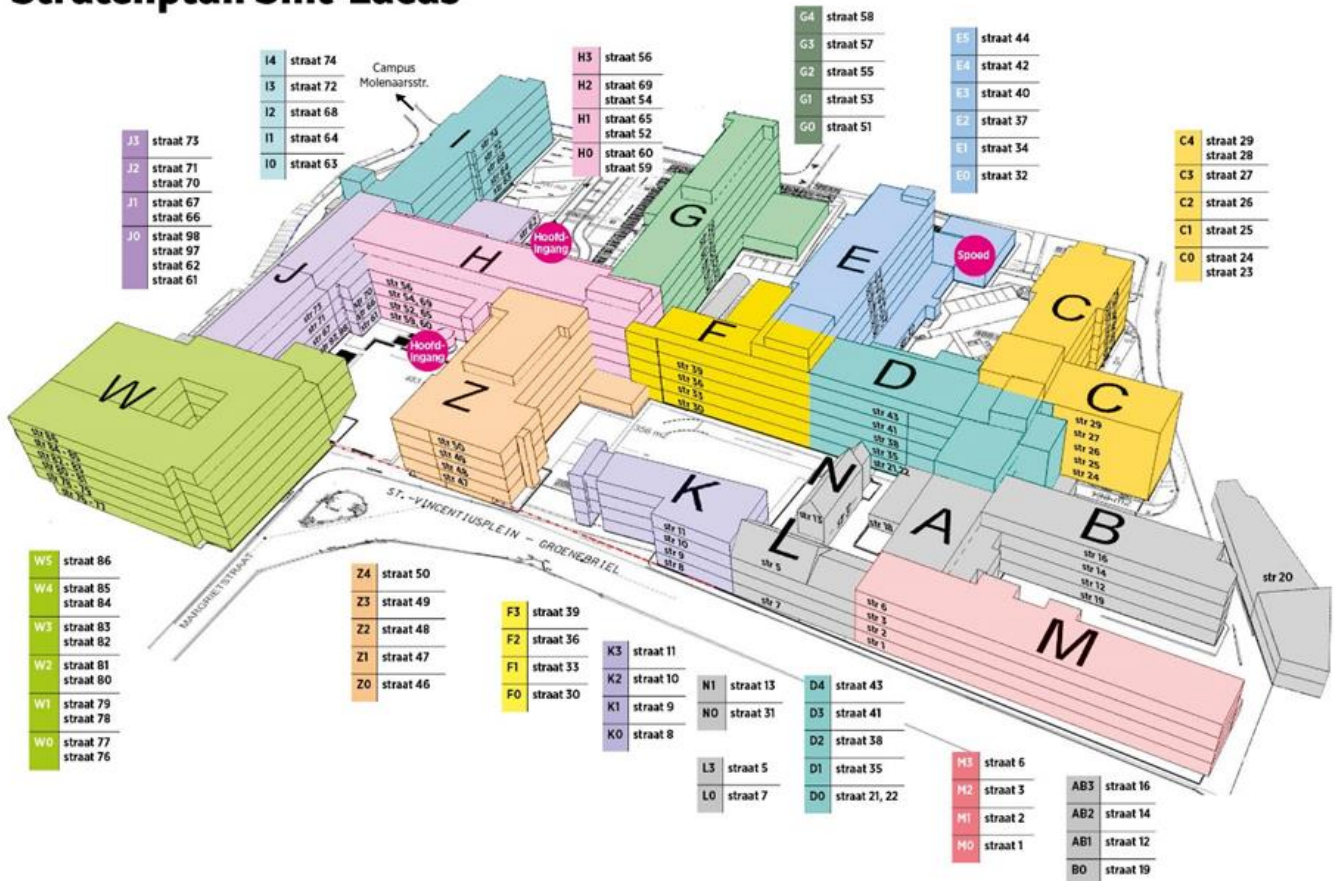 Stratenplan Sint-Lucas
G4 straat 58
G3 straat 57
G2 straat 55
G1 straat 53
G0 straat 51
E5 straat 44
E4 straat 42
E3 straat 40
E2 straat 37
E1 straat 34
E0 straat 32
I4 straat 74
I3 straat 72
I2 straat 68
I1 straat 64
I0 straat 63
Campus
Molenaarsstr.
H3 straat 56
H2 straat 69
straat 54
H1 straat 65
straat 52
H0 straat 60
straat 59
J3 straat 73
J2 straat 71
straat 70
J1 straat 67
straat 66
J0 straat 98
straat 97
straat 62
straat 61
C4 straat 29
straat 28
C3 straat 27
C2 straat 26
C1 straat 25
C0 straat 24
straat 23
I
G
H
J
E
C
C
F
D
W
Z
K
N
L
A
B
M
Hoofd-
ingang
Hoofd-
ingang
Spoed
str 56
str 54, 69
str 52, 65
str 59, 60
str 39
str 36
str 33
str 30
str 43
str 41
str 38
str 35
str 21,22
str 29
str 27
str 26
str 25
str 24
str 50
str 49
str 48
str 47
str 86
str 11
str 10
str 9
str 8
str 13
str 18
str 5
str 7
str 16
str 14
str 12
str 19
str 20
str 6
str 3
str 2
str 1
ST.-VINCENTIUSPLEIN - GROENEBRIEL
MARGRIETSTRAAT
W5 straat 86
W4 straat 85
straat 84
W3 straat 83
straat 82
W2 straat 81
straat 80
W1 straat 79
straat 78
W0 straat 77
straat 76
Z4 straat 50
Z3 straat 49
Z2 straat 48
Z1 straat 47
Z0 straat 46
F3 straat 39
F2 straat 36
F1 straat 33
F0 straat 30
K3 straat 11
K2 straat 10
K1 straat 9
K0 straat 8
N1 straat 13
N0 straat 31
L3 straat 5
L0 straat 7
D4 straat 43
D3 straat 41
D2 straat 38
D1 straat 35
D0 straat 21, 22
M3 straat 6
M2 straat 3
M1 straat 2
M0 straat 1
AB3 straat 16
AB2 straat 14
AB1 straat 12
B0 straat 19